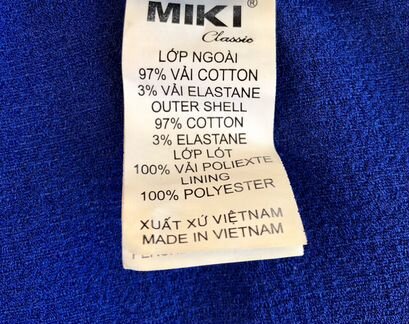 MIKI®
Classic
LỚP NGOÀI
97% VẢI COTTON
3% VẢI ELASTANE
OUTER SHELL
97% COTTON
3% ELASTANE
LỚP LÓT
100% VẢI POLIEXTE
LINING
100% POLYESTER
XUẤT XỨ VIỆTNAM
MADE IN VIETNAM